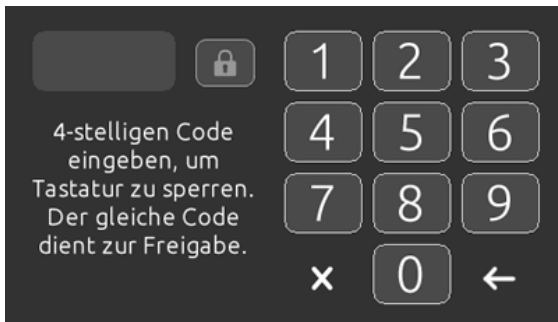 1 2 3
4-stelligen Code
eingeben, um
Tastatur zu sperren.
Der gleiche Code
dient zur Freigabe.
4 5 6
7 8 9
0